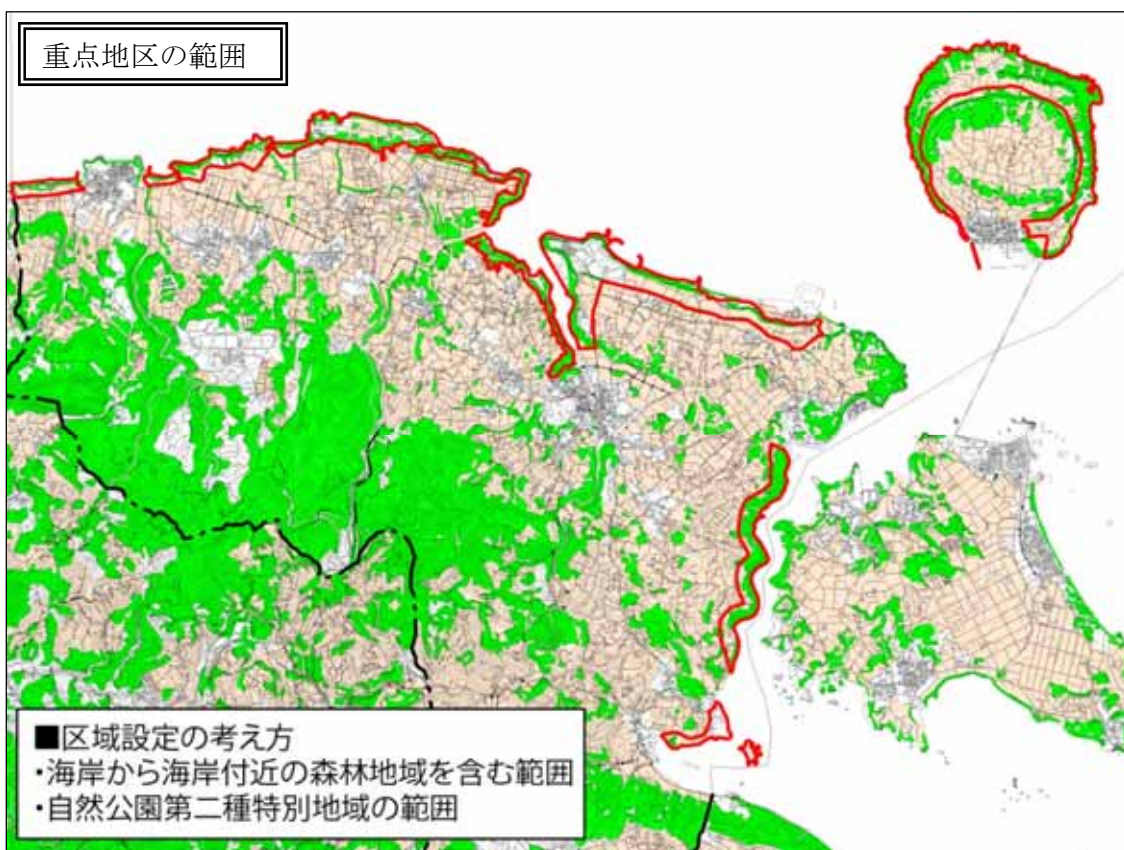 重点地区の範囲
■区域設定の考え方
・海岸から海岸付近の森林地域を含む範囲
・自然公園第二種特別地域の範囲